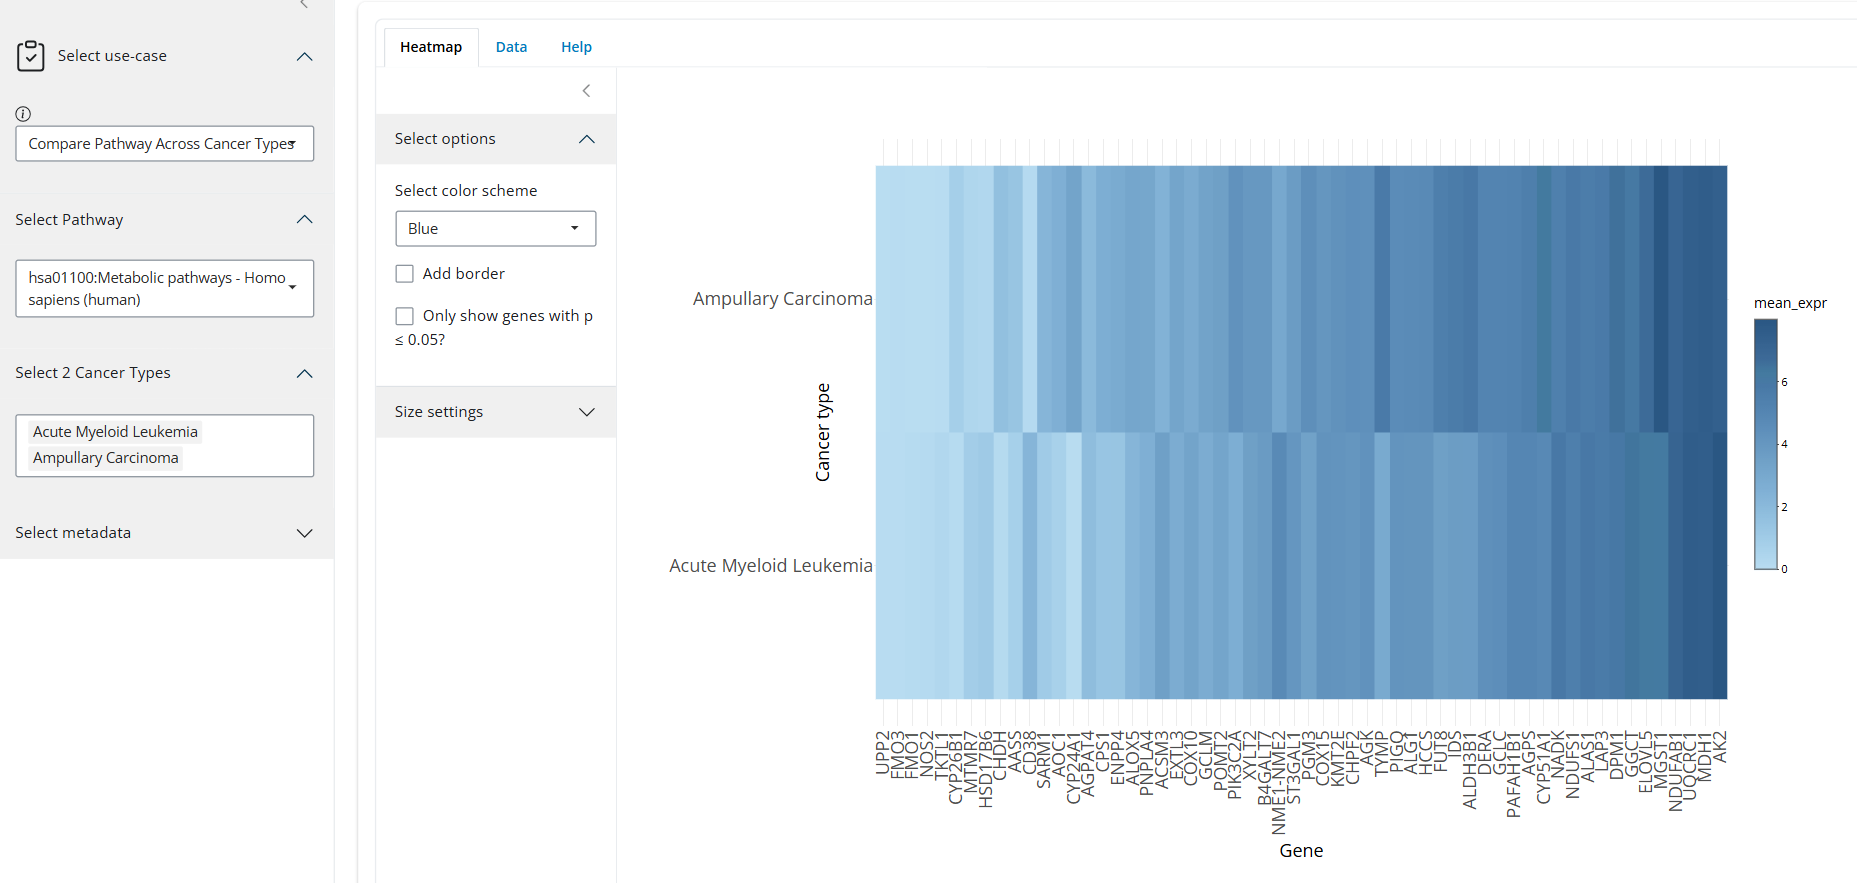 Select use-case
Compare Pathway Across Cancer Types
Select Pathway
hsa01100:Metabolic pathways - Homo
sapiens (human)
Select 2 Cancer Types
Acute Myeloid Leukemia
Ampullary Carcinoma
Select metadata
Heatmap Data Help
Select options
Select color scheme
Blue
Add border
Only show genes with p
≤ 0.05?
Size settings
Cancer type
Ampullary Carcinoma
Acute Myeloid Leukemia
mean_expr
6
4
2
0
UPP2
FMO3
FMO1
NOS2
TKTL1
CYP26B1
MTMR7
HSD17B6
CHDH
AASS
CD38
SARM1
AOC1
CYP24A1
AGPAT4
CPS1
ENPP4
ALOX5
PNPLA4
ACSM3
EXTL3
COX10
GCLM
POMT2
PIK3C2A
XYLT2
B4GALT7
NME1-NME2
ST3GAL1
PGM3
COX15
KMT2E
CHPF2
AGK
TYMP
PIGQ
ALG1
HCCS
FUT8
IDS
ALDH3B1
DERA
GCLC
PAFAH1B1
AGPS
CYP51A1
NADK
NDUFS1
ALAS1
LAP3
DPM1
GGCT
ELOVL5
MGST1
NDUFAB1
UQCRC1
MDH1
AK2
Gene